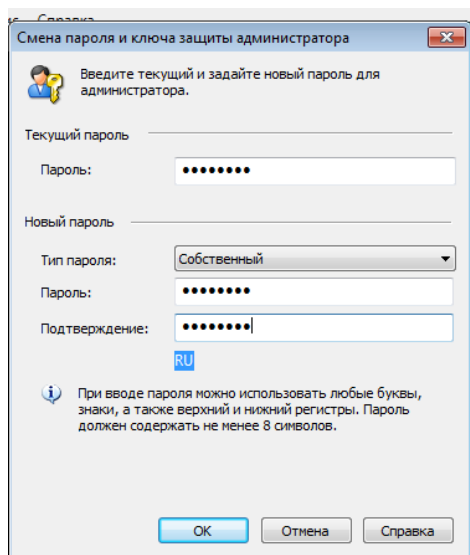 Справка
Смена пароля и ключа защиты администратора
Введите текущий и задайте новый пароль для
администратора.
Текущий пароль
Пароль: ••••••••
Новый пароль
Тип пароля: Собственный
Пароль: ••••••••
Подтверждение: ••••••••
RU
При вводе пароля можно использовать любые буквы,
знаки, а также верхний и нижний регистры. Пароль
должен содержать не менее 8 символов.
OK Отмена Справка